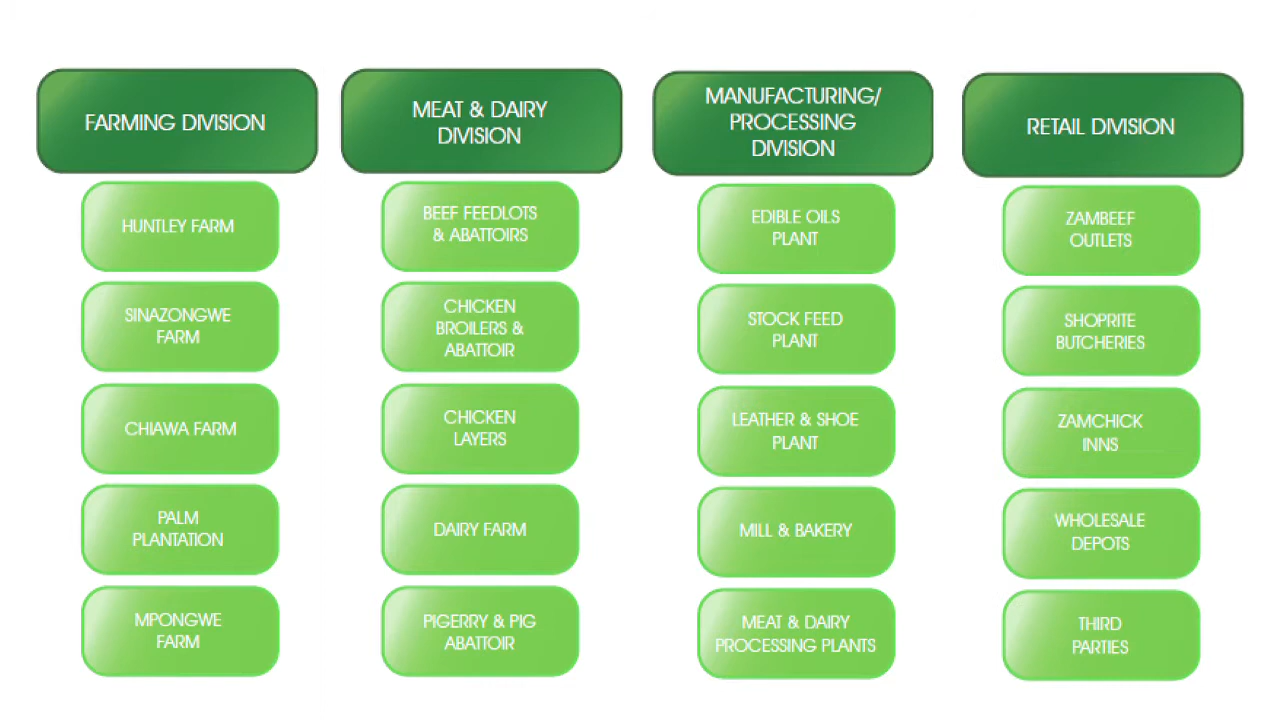 FARMING DIVISION
HUNTLEY FARM
SINAZONGWE
FARM
CHIAWA FARM
PALM
PLANTATION
MPONGWE
FARM
MEAT & DAIRY
DIVISION
BEEF FEEDLOTS
& ABATTOIRS
CHICKEN
BROILERS &
ABATTOIR
CHICKEN
LAYERS
DAIRY FARM
PIGERRY & PIG
ABATTOIR
MANUFACTURING/
PROCESSING
DIVISION
EDIBLE OILS
PLANT
STOCK FEED
PLANT
LEATHER & SHOE
PLANT
MILL & BAKERY
MEAT & DAIRY
PROCESSING PLANTS
RETAIL DIVISION
ZAMBEEF
OUTLETS
SHOPRITE
BUTCHERIES
ZAMCHICK
INNS
WHOLESALE
DEPOTS
THIRD
PARTIES